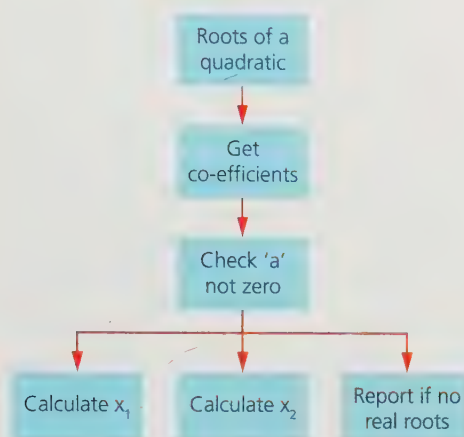 Roots of a
quadratic
Get
co-efficients
Check ‘a’
not zero
Calculate x₁
Calculate x₂
Report if no
real roots